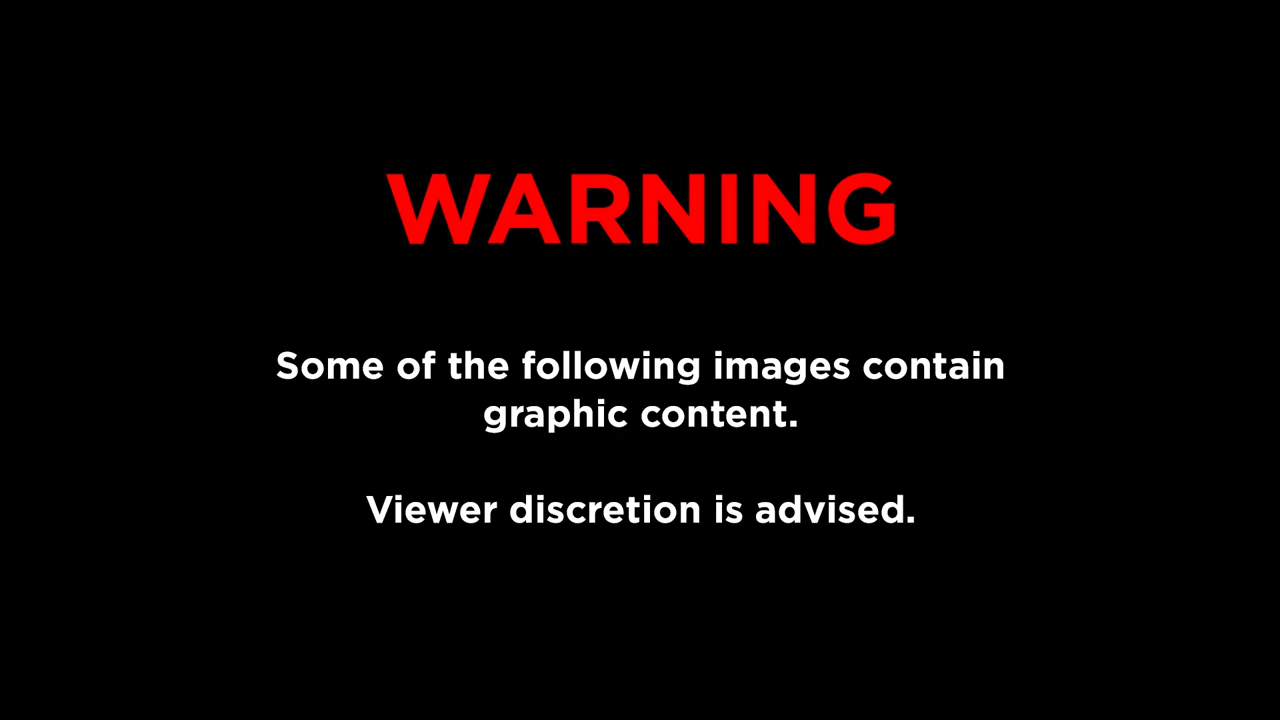 WARNING
Some of the following images contain
graphic content.
Viewer discretion is advised.